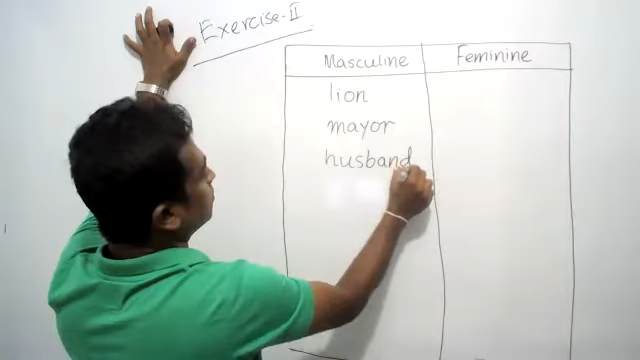 Exercise-II
Masculine Feminine
lion
mayor
husband